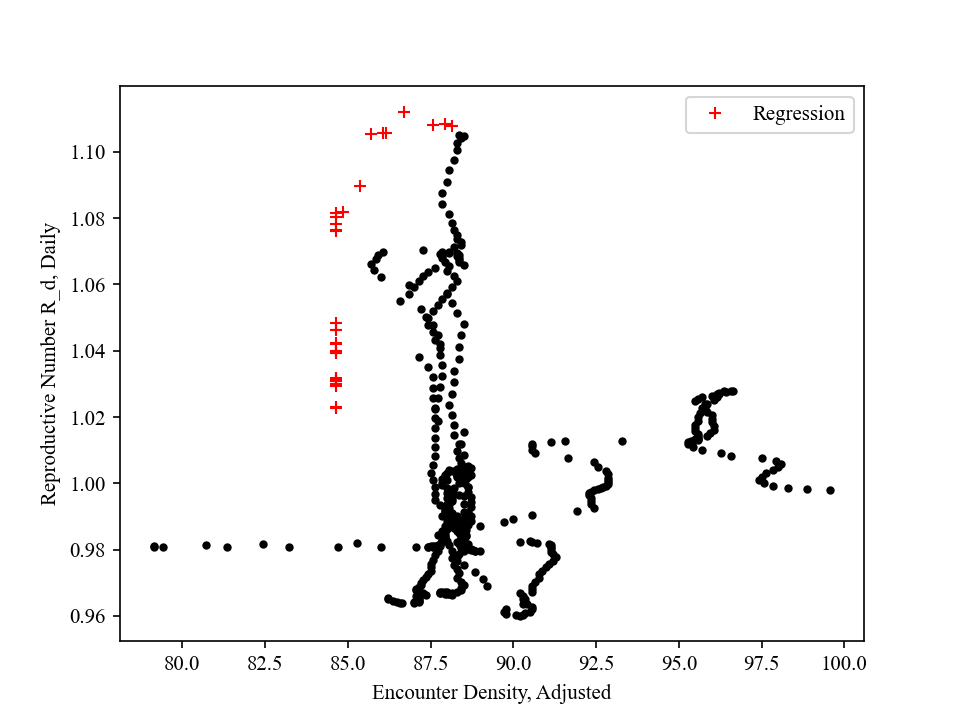 Regression
1.10
1.08
1.06
1.04
1.02
1.00
0.98
0.96
Reproductive Number R_d, Daily
80.0 82.5 85.0 87.5 90.0 92.5 95.0 97.5 100.0
Encounter Density, Adjusted